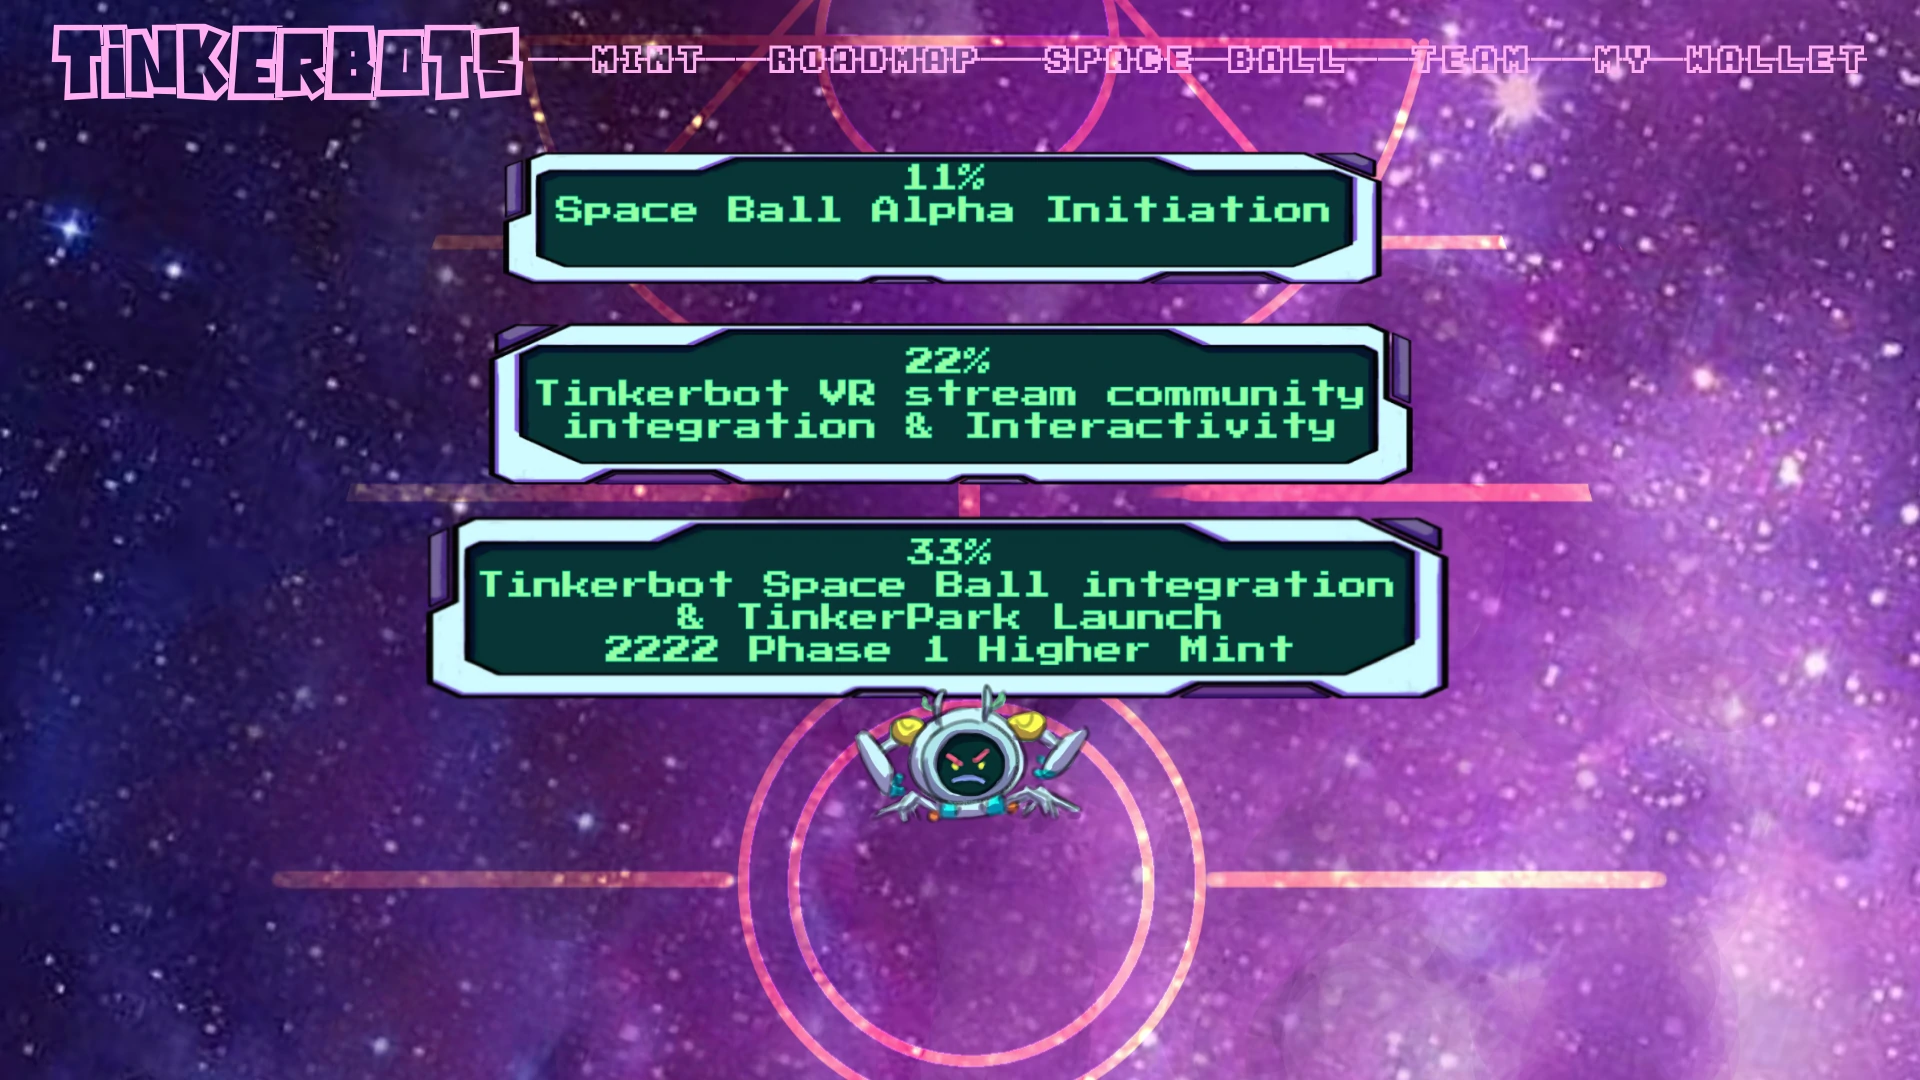 TiNKERBOTS
MINT ROADMAP SPACE BALL TEAM MY WALLET
11%
Space Ball Alpha Initiation
22%
Tinkerbot VR stream community
integration & Interactivity
33%
Tinkerbot Space Ball integration
& TinkerPark Launch
2222 Phase 1 Higher Mint